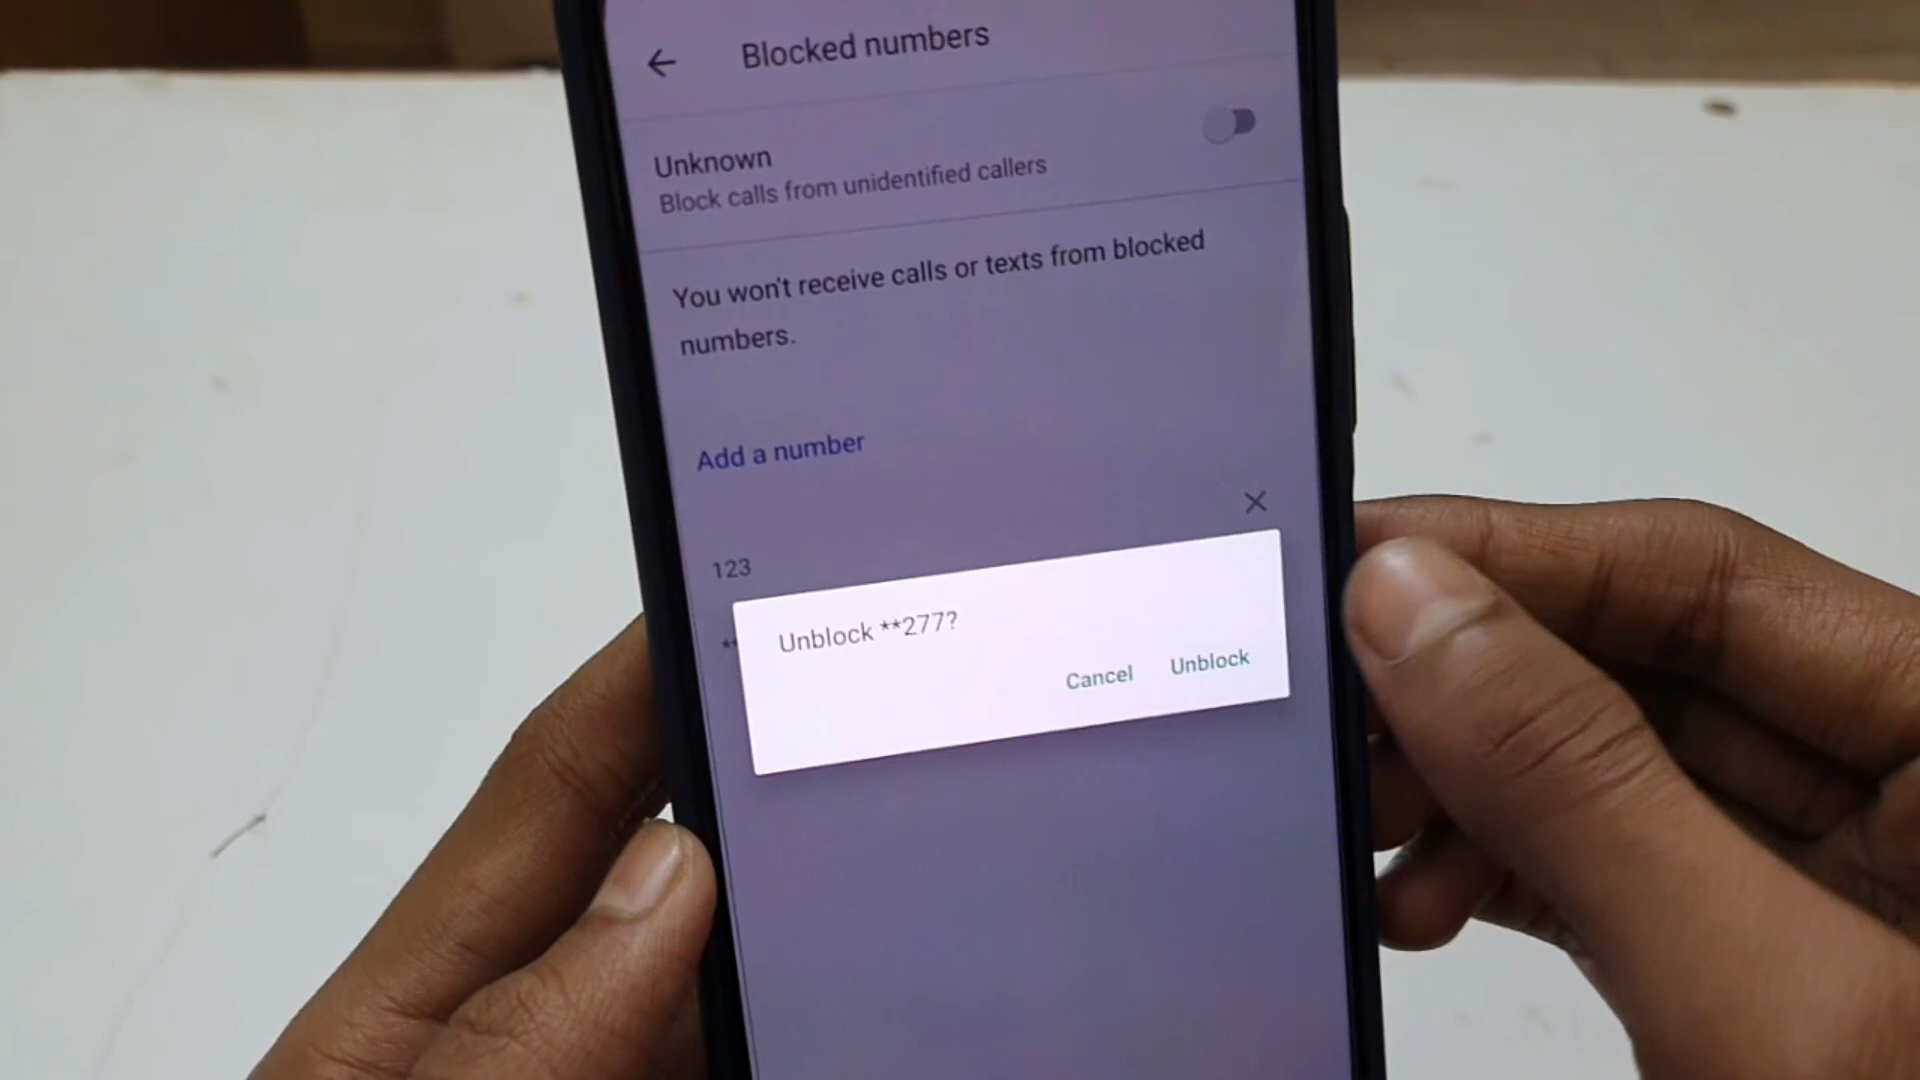 Blocked numbers
Unknown
Block calls from unidentified callers
You won't receive calls or texts from blocked
numbers.
Add a number
123
**
Unblock **277?
Cancel Unblock